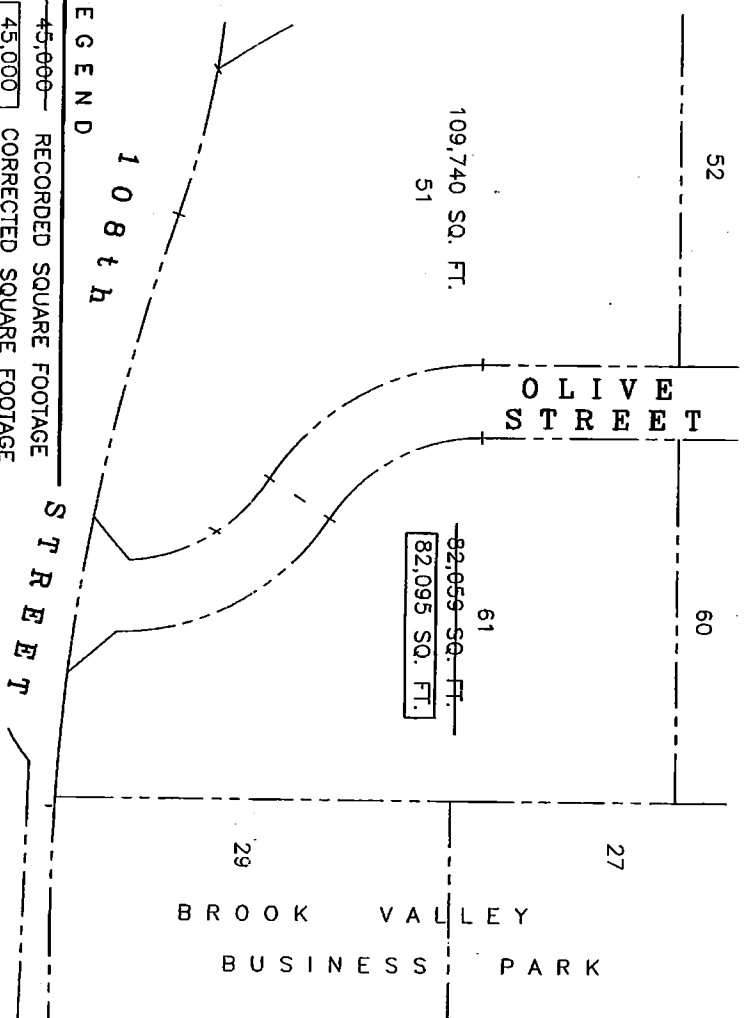 52
109,740 SQ. FT.
51
OLIVE
STREET
60
61
82,059 SQ. FT.
82,095 SQ. FT.
27
29
BROOK VALLEY
BUSINESS PARK
108th STREET
EGEND
45,000 RECORDED SQUARE FOOTAGE
45,000 CORRECTED SQUARE FOOTAGE